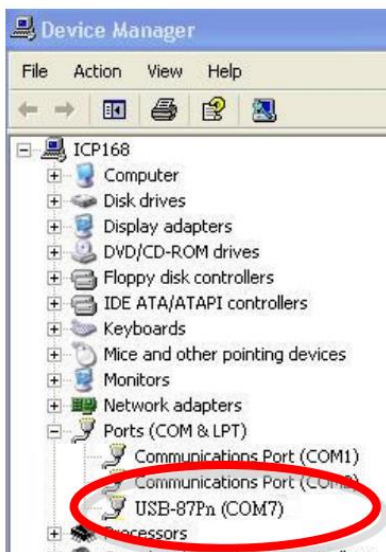 Device Manager
File Action View Help
ICP168
Computer
Disk drives
Display adapters
DVD/CD-ROM drives
Floppy disk controllers
IDE ATA/ATAPI controllers
Keyboards
Mice and other pointing devices
Monitors
Network adapters
Ports (COM & LPT)
Communications Port (COM1)
Communications Port
USB-87Pn (COM7)
Processors